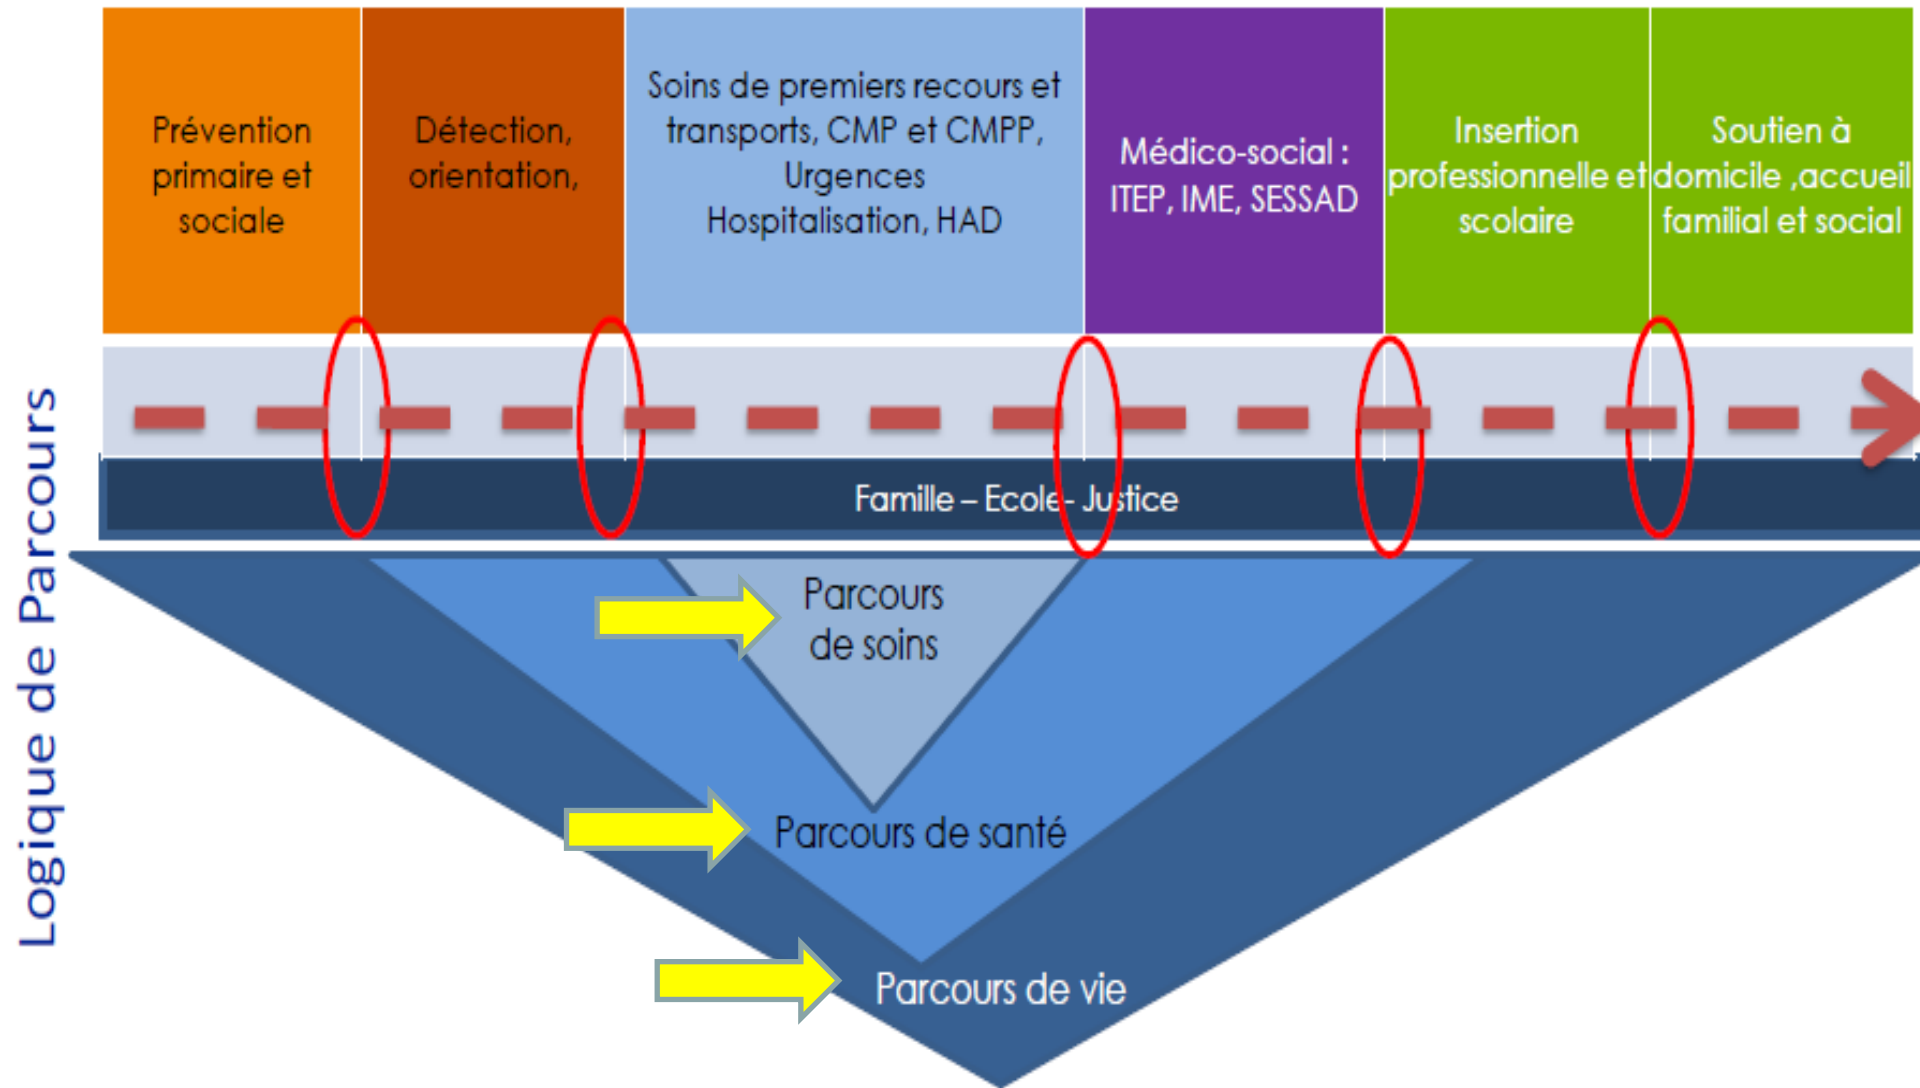 Prévention
primaire et
sociale
Détection,
orientation,
Soins de premiers recours et
transports, CMP et CMPP,
Urgences
Hospitalisation, HAD
Médico-social :
ITEP, IME, SESSAD
Insertion
professionnelle et
scolaire
Soutien à
domicile ,accueil
familial et social
Famille – Ecole- Justice
Logique de Parcours
Parcours
de soins
Parcours de santé
Parcours de vie